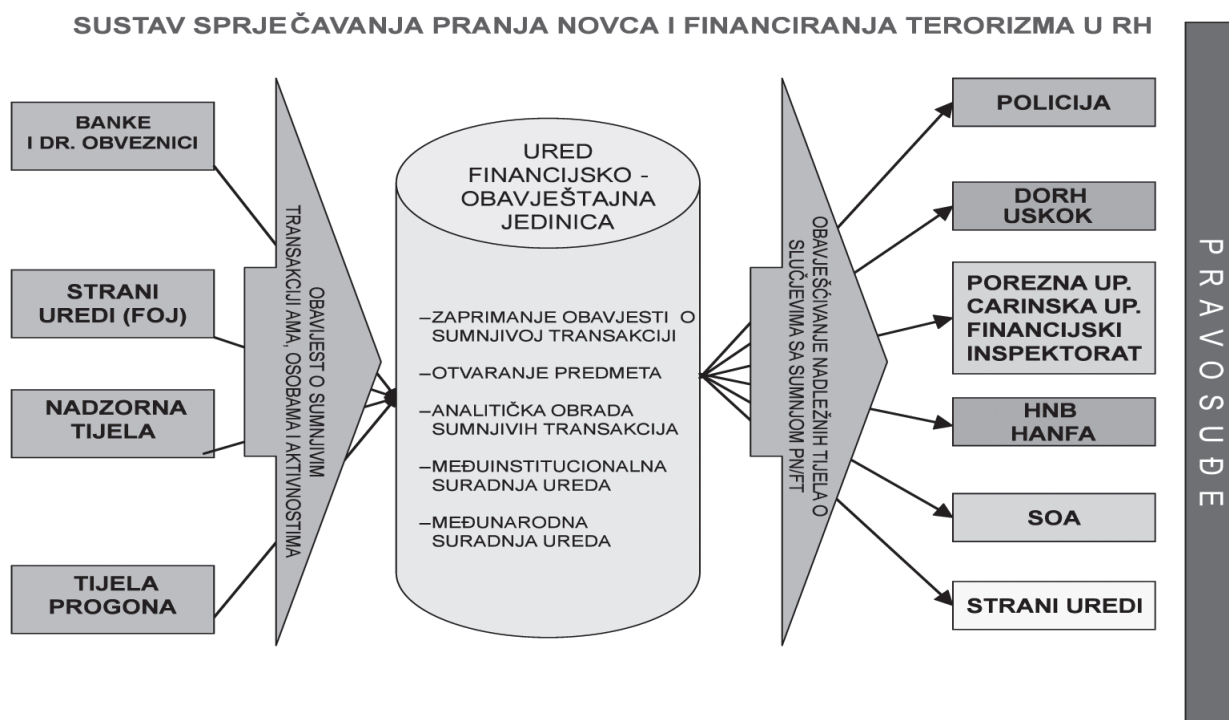 SUSTAV SPRJEČAVANJA PRANJA NOVCA I FINANCIRANJA TERORIZMA U RH
BANKE
I DR. OBVEZNICI
STRANI
UREDI (FOJ)
NADZORNA
TIJELA
TIJELA
PROGONA
OBAVIJEST O SUMNJIVIM
TRANSAKCIJI AMA, OSOBAMA I AKTIVNOSTIMA
URED
FINANCIJSKO -
OBAVJEŠTAJNA
JEDINICA
–ZAPRIMANJE OBAVJESTI O
SUMNJIVOJ TRANSAKCIJI
–OTVARANJE PREDMETA
–ANALITIČKA OBRADA
SUMNJIVIH TRANSAKCIJA
–MEĐUINSTITUCIONALNA
SURADNJA UREDA
–MEĐUNARODNA
SURADNJA UREDA
OBAVJEŠĆIVANJE NADLEŽNIH TIJELA O
SLUČJEVIMA SA SUMNJOM PN/FT
POLICIJA
DORH
USKOK
POREZNA UP.
CARINSKA UP.
FINANCIJSKI
INSPEKTORAT
HNB
HANFA
SOA
STRANI UREDI
PRAVOSUĐE